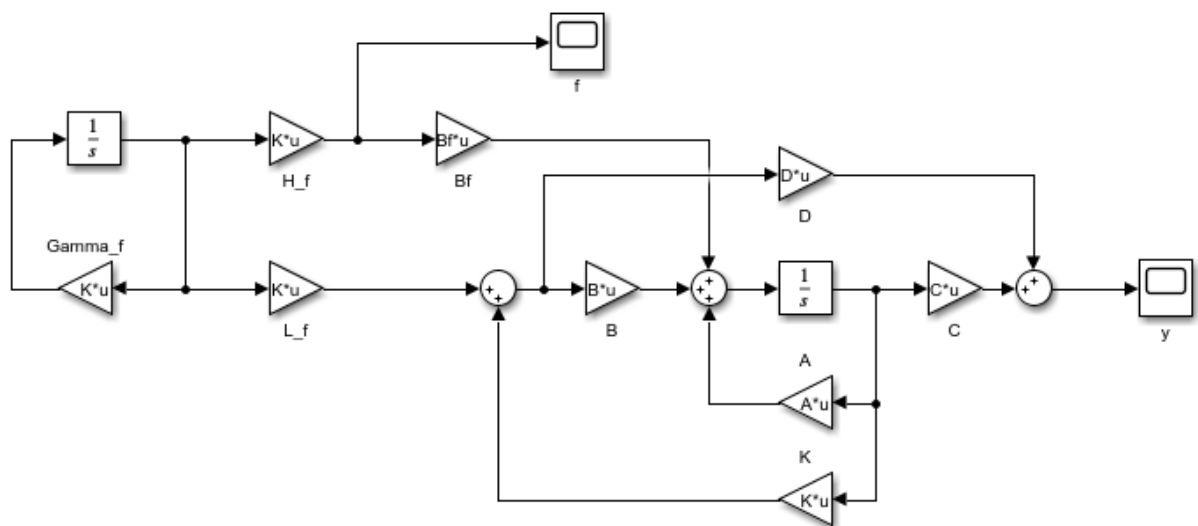 f
1
s
K*u
H_f
Bf*u
Bf
D*u
D
Gamma_f
K*u
K*u
L_f
+
+
B*u
B
+
+
+
1
s
C*u
C
+
+
y
A
A*u
K
K*u